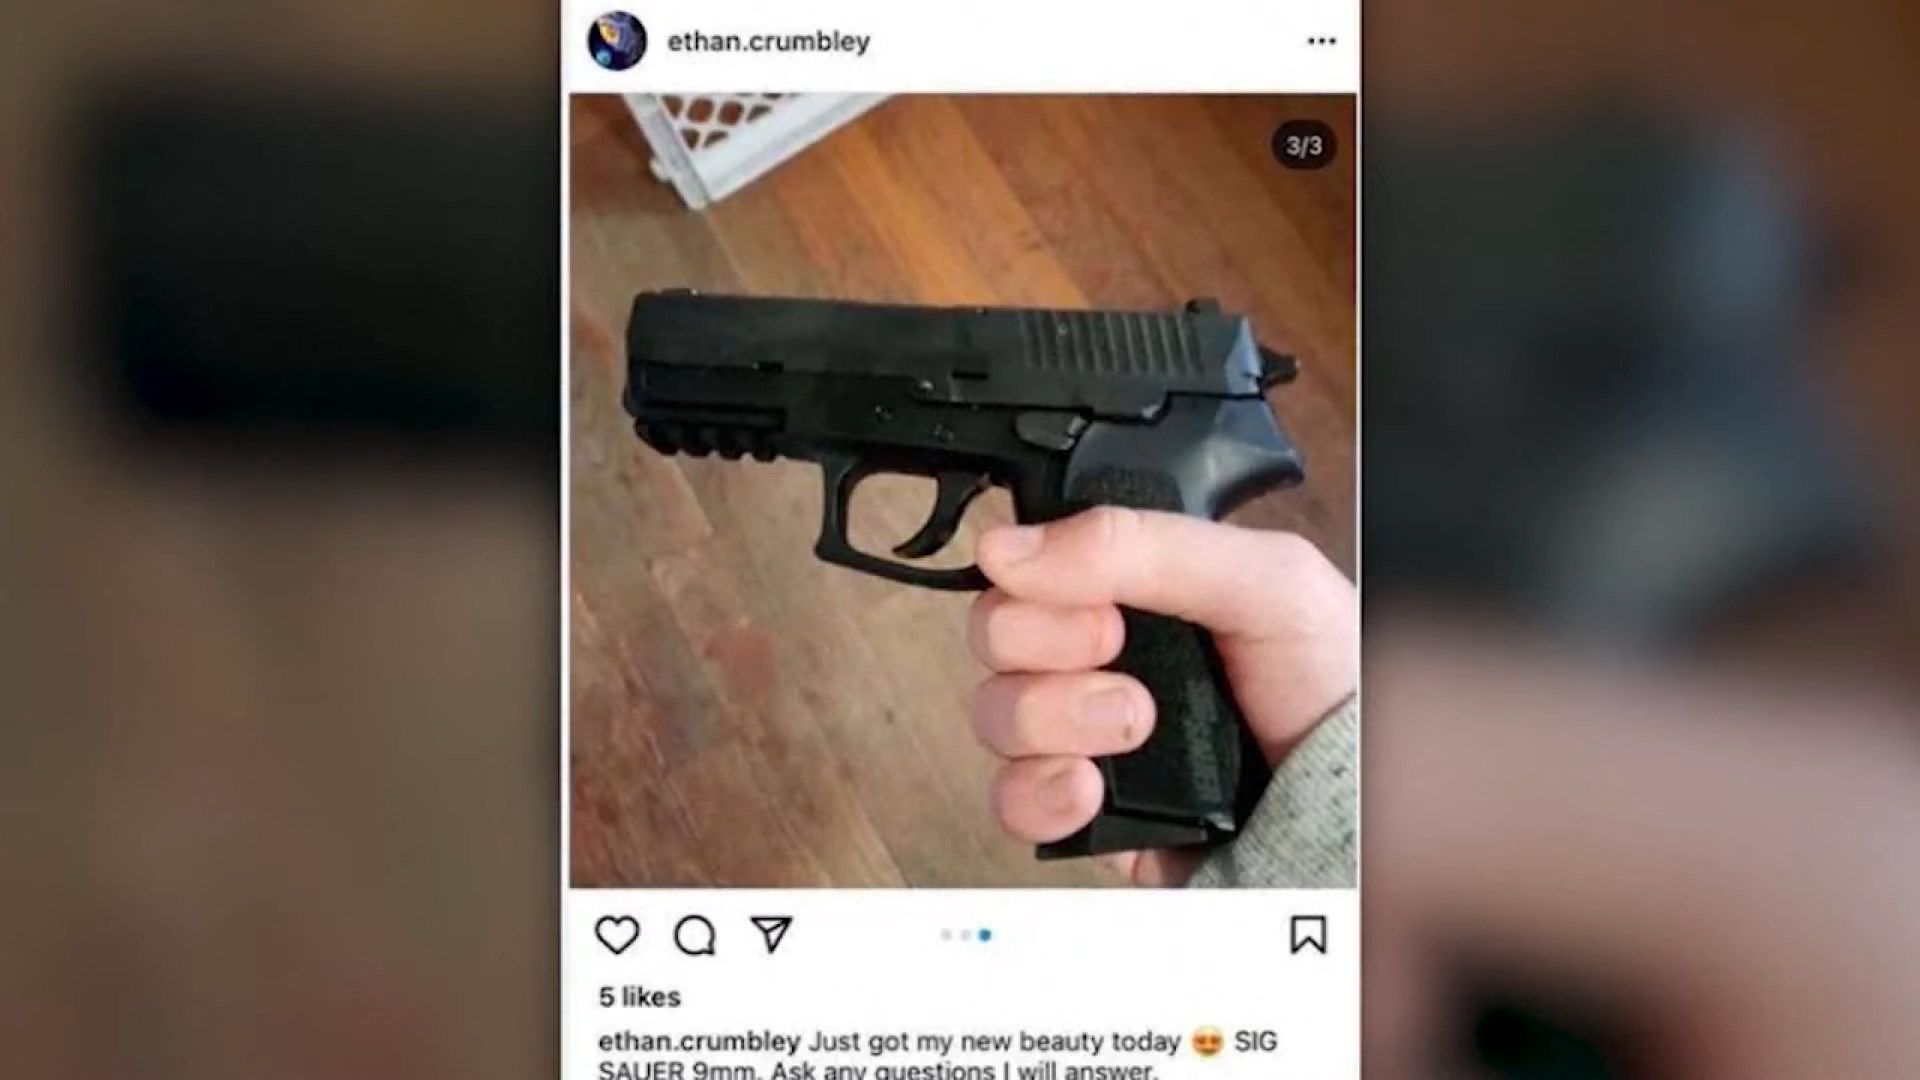 ethan.crumbley
3/3
5 likes
ethan.crumbley Just got my new beauty today 😍 SIG
SAUER 9mm. Ask any questions I will answer.